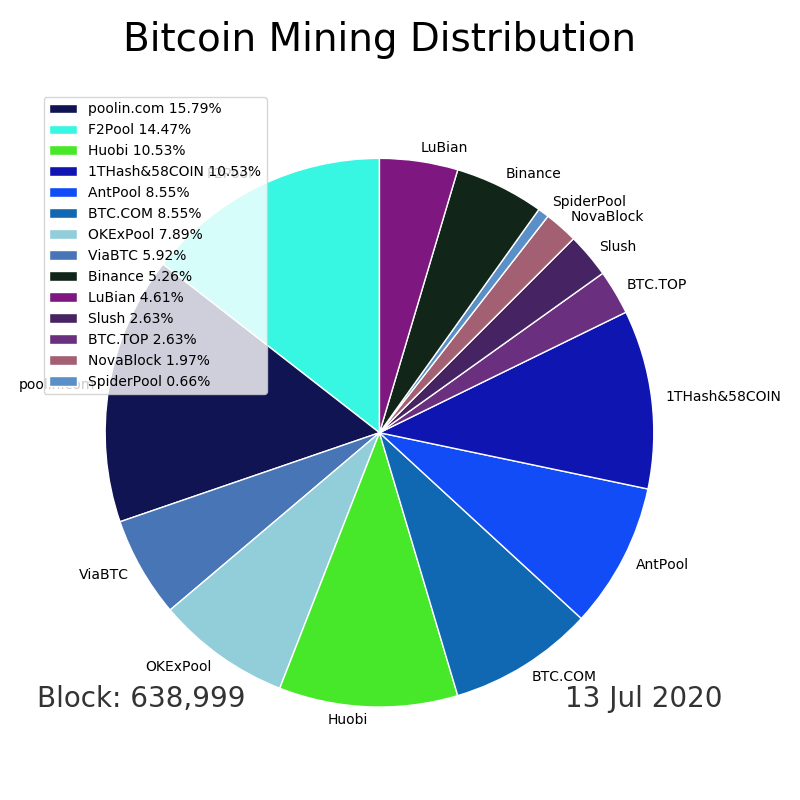 Bitcoin Mining Distribution
poolin.com 15.79%
F2Pool 14.47%
Huobi 10.53%
1THash&58COIN 10.53%
AntPool 8.55%
BTC.COM 8.55%
OKExPool 7.89%
ViaBTC 5.92%
Binance 5.26%
LuBian 4.61%
Slush 2.63%
BTC.TOP 2.63%
NovaBlock 1.97%
SpiderPool 0.66%
LuBian
Binance
SpiderPool
NovaBlock
Slush
BTC.TOP
1THash&58COIN
AntPool
BTC.COM
Huobi
OKExPool
ViaBTC
poolin.com
F2Pool
Block: 638,999
13 Jul 2020